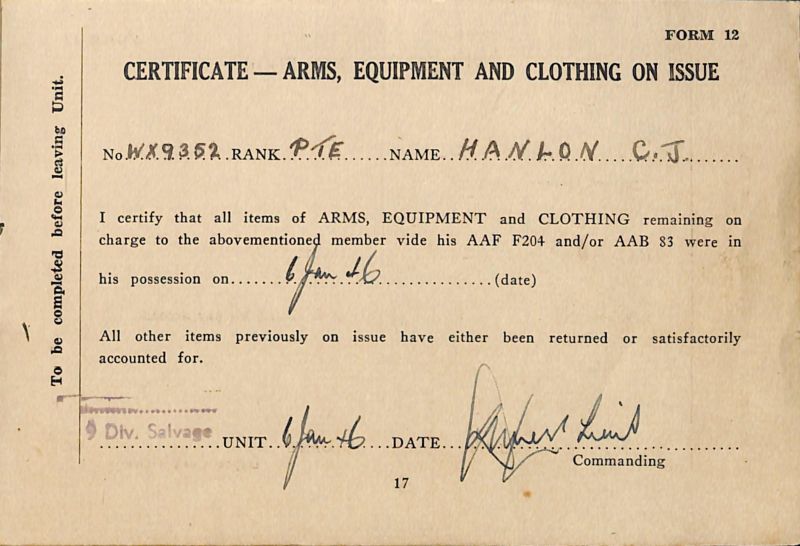 FORM 12
CERTIFICATE — ARMS, EQUIPMENT AND CLOTHING ON ISSUE
To be completed before leaving Unit.
No. WX9352 RANK PTE NAME HANLON C.J.
I certify that all items of ARMS, EQUIPMENT and CLOTHING remaining on
charge to the abovementioned member vide his AAF F204 and/or AAB 83 were in
his possession on 6 Jan 46 (date)
All other items previously on issue have either been returned or satisfactorily
accounted for.
9 Div. Salvage UNIT 6 Jan 46 DATE Lieut
Commanding
17